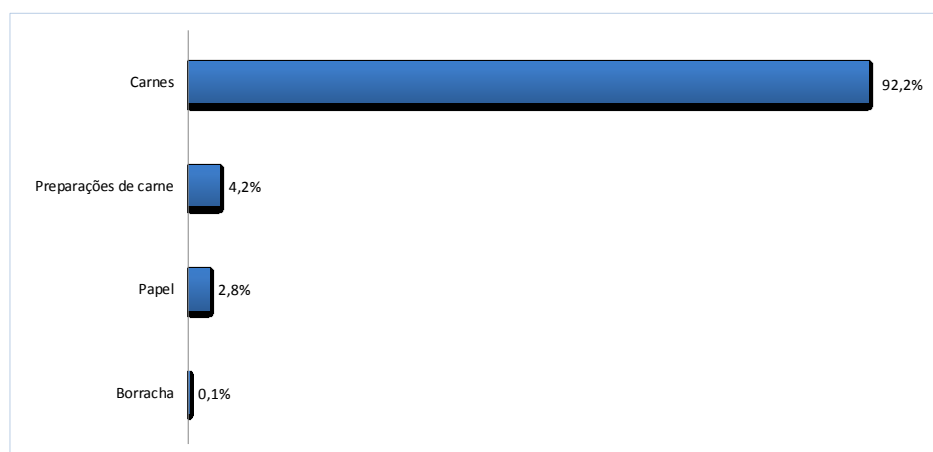 Carnes
92,2%
Preparações de carne
4,2%
Papel
2,8%
Borracha
0,1%